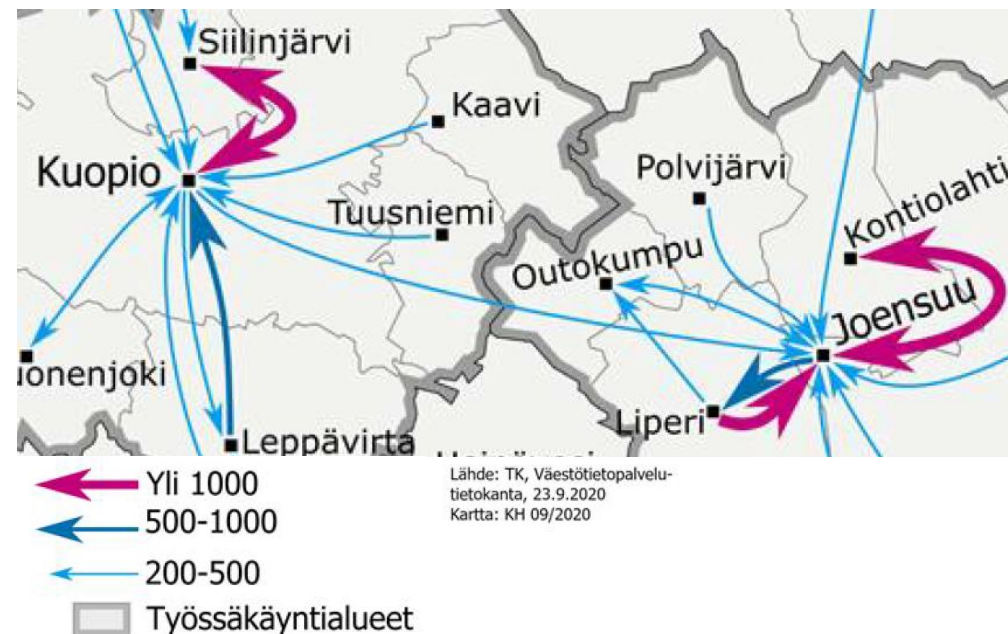 Siilinjärvi
Kaavi
Kuopio
Polvijärvi
Tuusniemi
Kontiolahti
Outokumpu
Joensuu
uonenjoki
Liperi
Leppävirta
Yli 1000
500-1000
200-500
Työssäkäyntialueet
Lähde: TK, Väestötietopalvelu-
tietokanta, 23.9.2020
Kartta: KH 09/2020